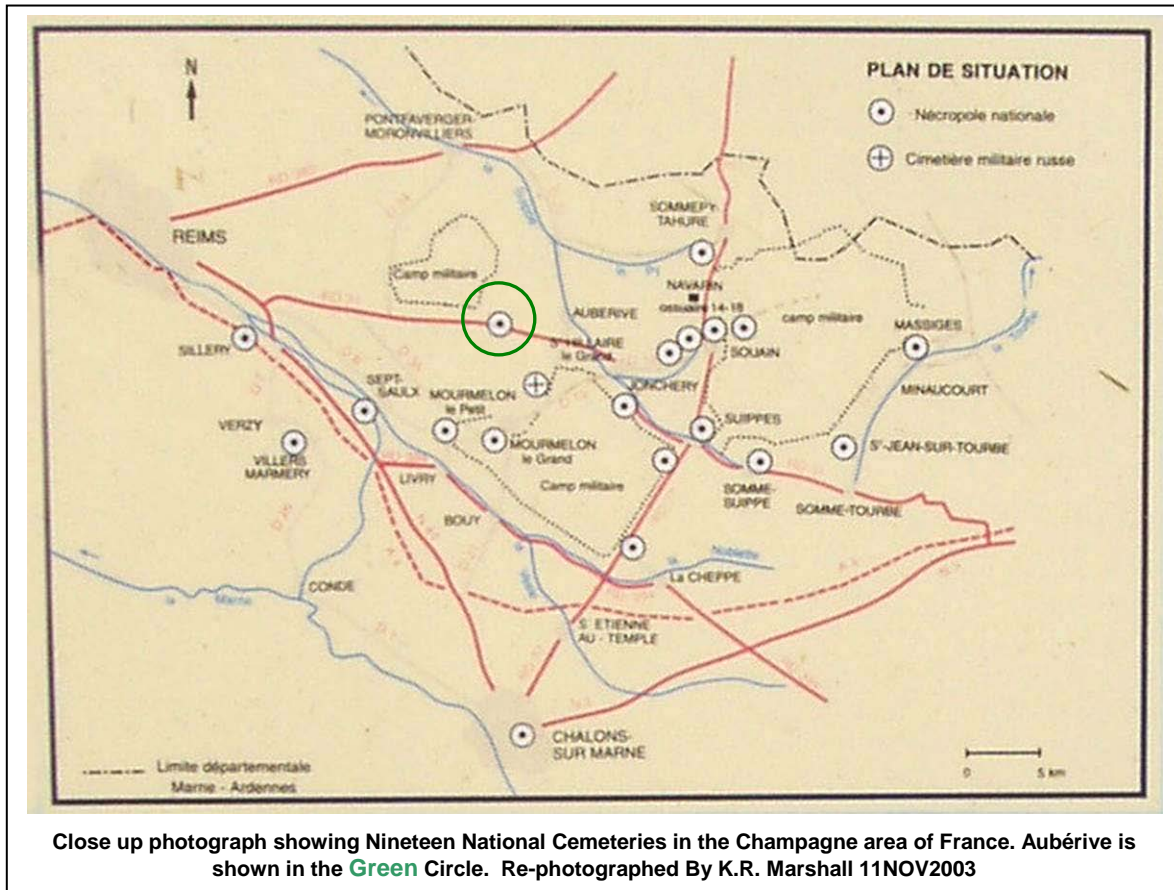 N
PLAN DE SITUATION
Nécropole nationale
Cimetière militaire russe
PONTFAVERGER-
MORONVILLIERS
SOMMEPY-
TAHURE
REIMS
Camp militaire
NAVARIN
ossuaire 14-18
AUBERIVE
camp militaire
MASSIGES
St HILLAIRE
le Grand
SOUAIN
SILLERY
SEPT-
SAULX
MOURMELON
le Petit
JONCHERY
MINAUCOURT
VERZY
SUIPPES
St-JEAN-SUR-TOURBE
VILLERS
MARMERY
MOURMELON
le Grand
LIVRY
Camp militaire
SOMME-
SUIPPE
SOMME-TOURBE
BOUY
la Noblette
La CHEPPE
CONDE
la Marne
St ETIENNE
AU - TEMPLE
CHALONS-
SUR MARNE
Limite départementale
Marne - Ardennes
0 5 km
Close up photograph showing Nineteen National Cemeteries in the Champagne area of France. Aubérive is
shown in the Green Circle. Re-photographed By K.R. Marshall 11NOV2003